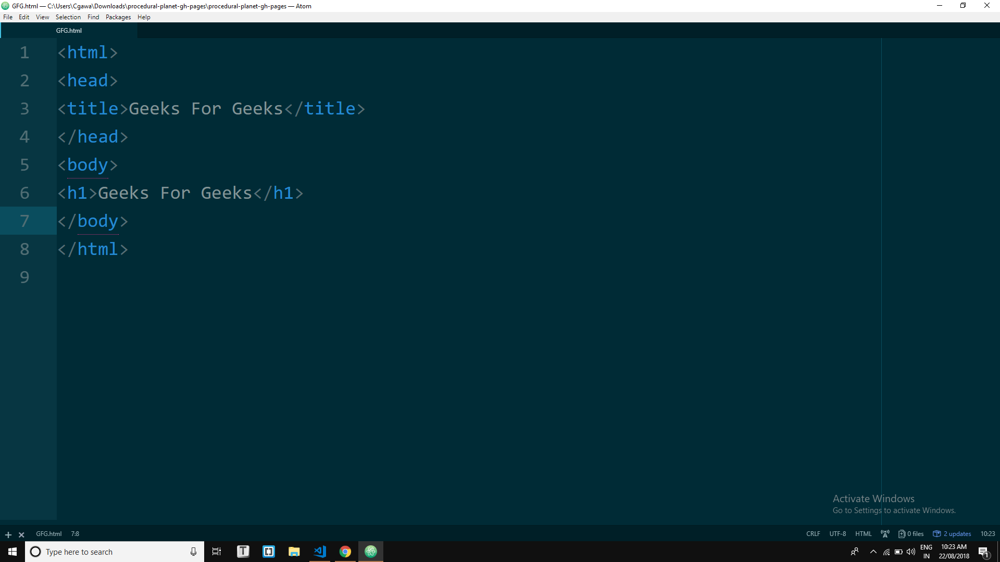 GFG.html — C:\Users\Cgawa\Downloads\procedural-planet-gh-pages\procedural-planet-gh-pages — Atom
File Edit View Selection Find Packages Help
GFG.html
1 <html>
2 <head>
3 <title>Geeks For Geeks</title>
4 </head>
5 <body>
6 <h1>Geeks For Geeks</h1>
7 </body>
8 </html>
9
Activate Windows
Go to Settings to activate Windows.
GFG.html 7:8 CRLF UTF-8 HTML 0 files 2 updates 10:23
Type here to search T ENG 10:23 AM
IN 22/08/2018 1